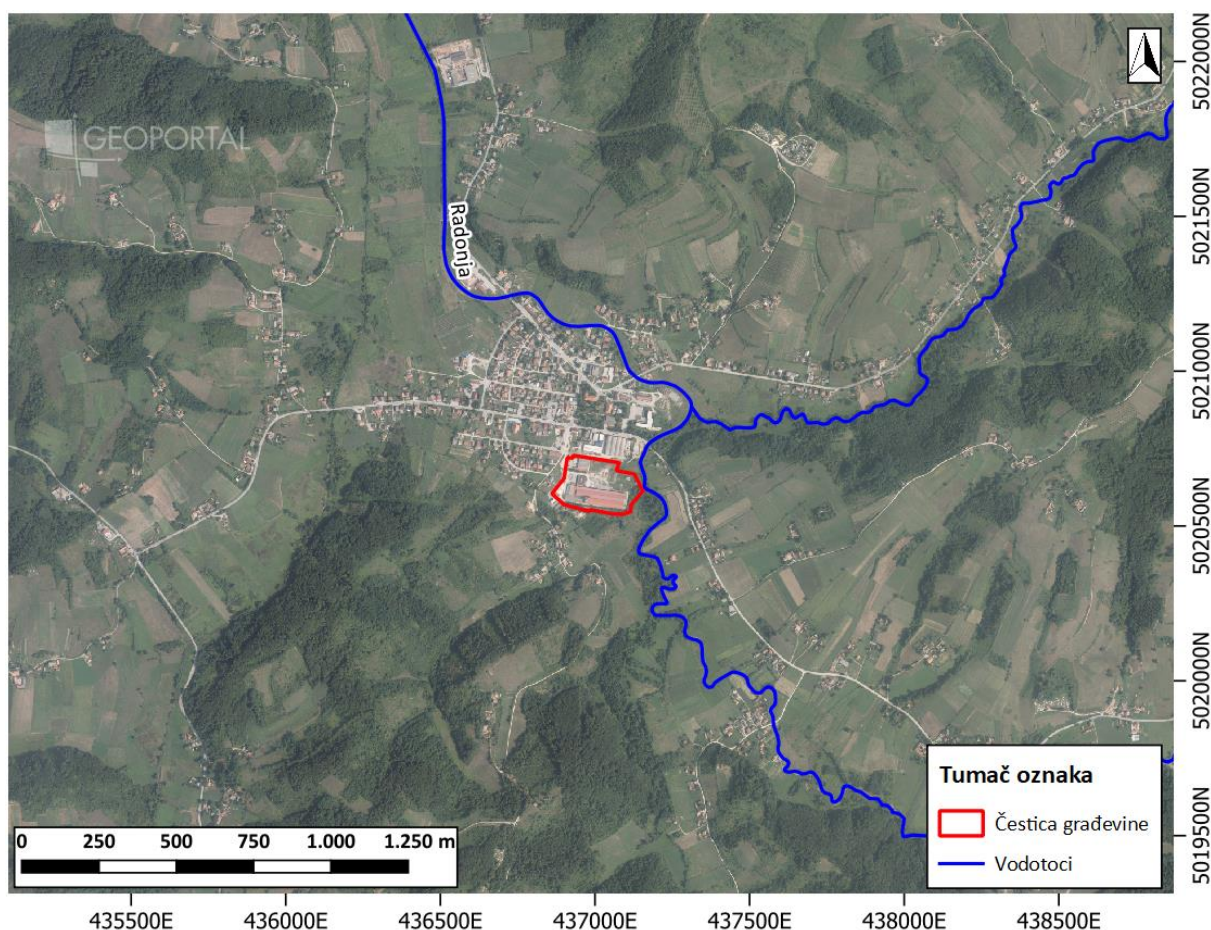 GEOPORTAL
Radonja
5022000N
5021500N
5021000N
5020500N
5020000N
5019500N
Tumač oznaka
Čestica građevine
Vodotoci
0 250 500 750 1.000 1.250 m
435500E 436000E 436500E 437000E 437500E 438000E 438500E